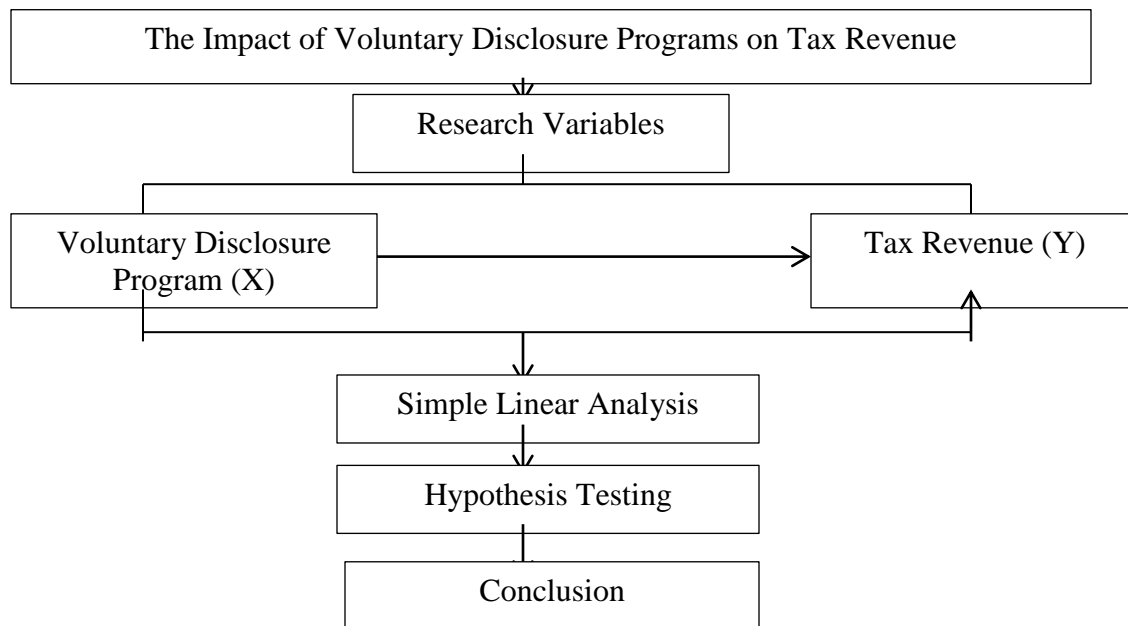 The Impact of Voluntary Disclosure Programs on Tax Revenue
Research Variables
Voluntary Disclosure
Program (X)
Tax Revenue (Y)
Simple Linear Analysis
Hypothesis Testing
Conclusion